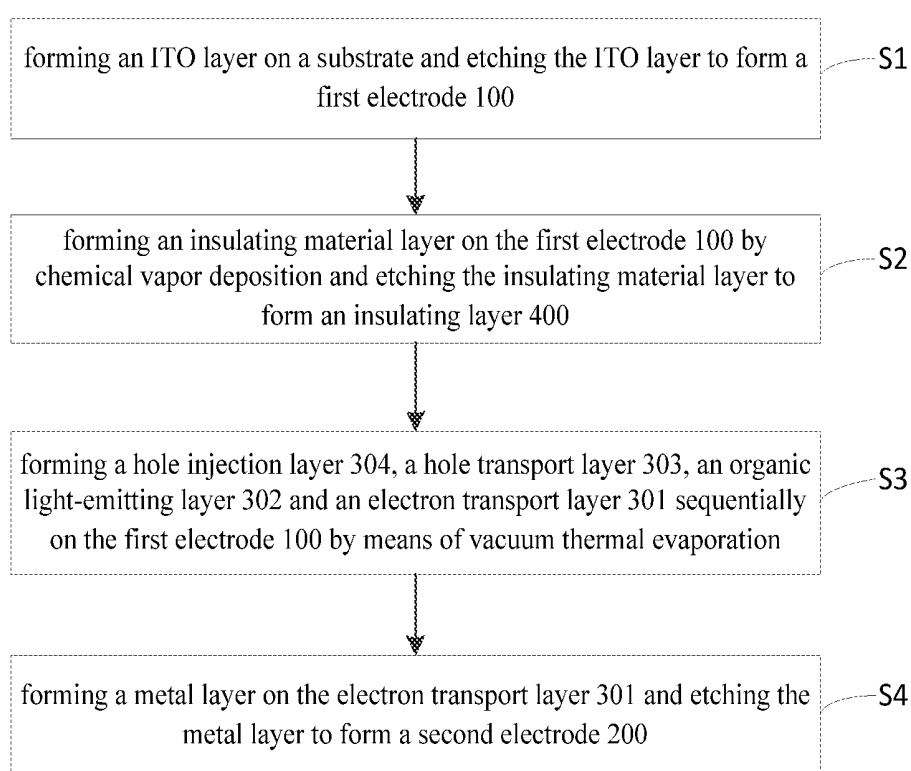 forming an ITO layer on a substrate and etching the ITO layer to form a
first electrode 100
S1
forming an insulating material layer on the first electrode 100 by
chemical vapor deposition and etching the insulating material layer to
form an insulating layer 400
S2
forming a hole injection layer 304, a hole transport layer 303, an organic
light-emitting layer 302 and an electron transport layer 301 sequentially
on the first electrode 100 by means of vacuum thermal evaporation
S3
forming a metal layer on the electron transport layer 301 and etching the
metal layer to form a second electrode 200
S4